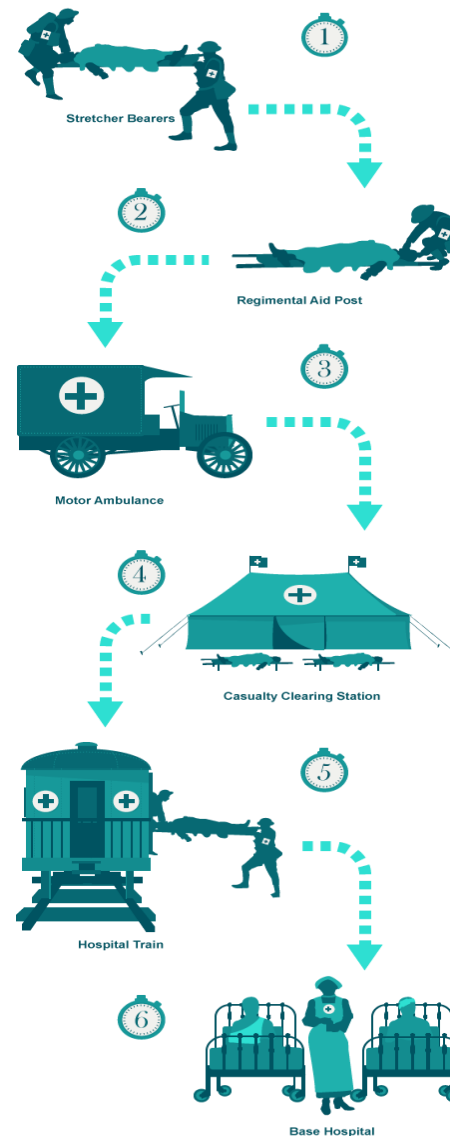 1
Stretcher Bearers
2
Regimental Aid Post
3
Motor Ambulance
4
Casualty Clearing Station
5
Hospital Train
6
Base Hospital